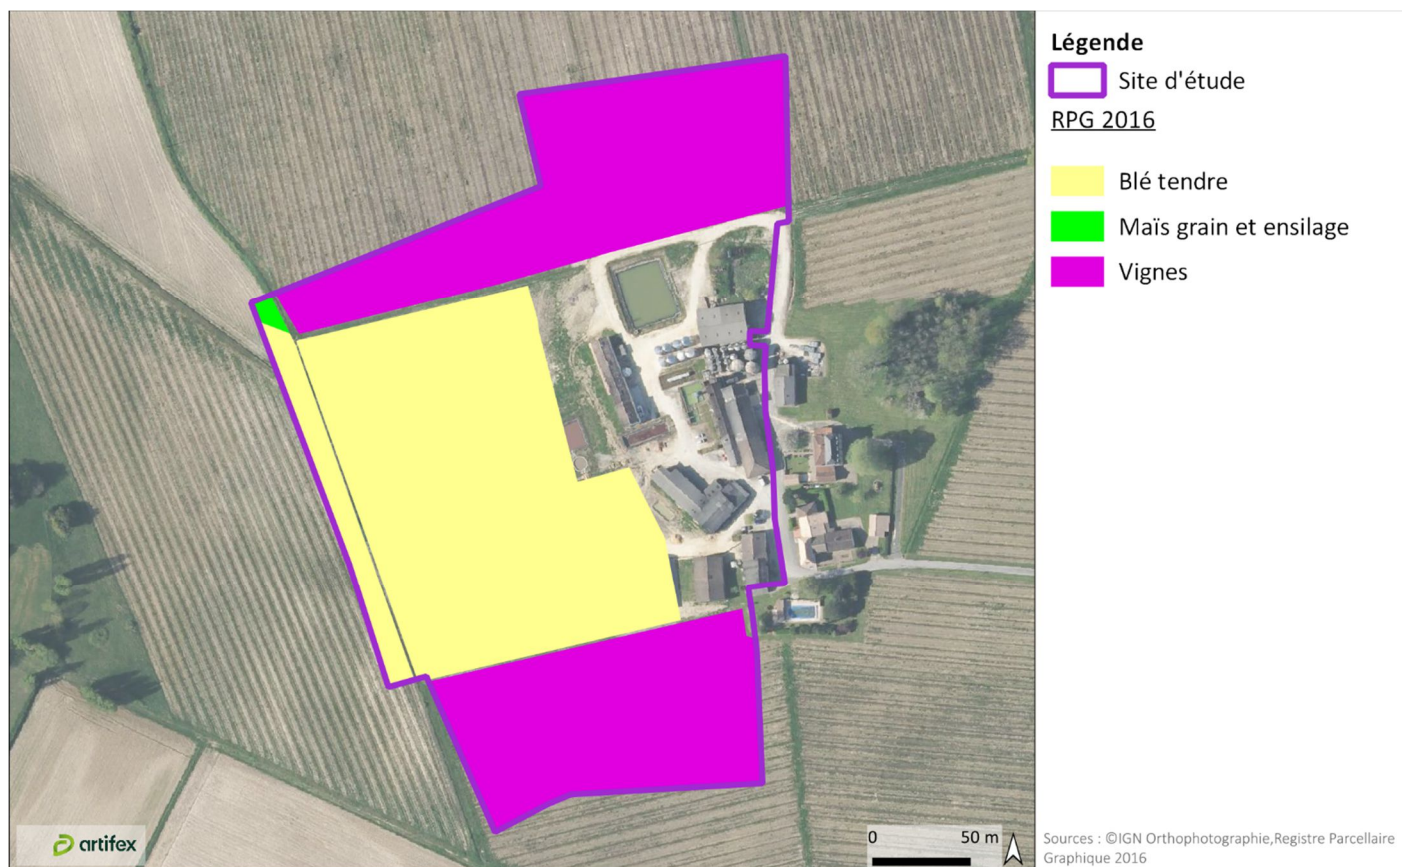 Légende
Site d'étude
RPG 2016
Blé tendre
Maïs grain et ensilage
Vignes
artifex
0 50 m
Sources : ©IGN Orthophotographie,Registre Parcellaire
Graphique 2016